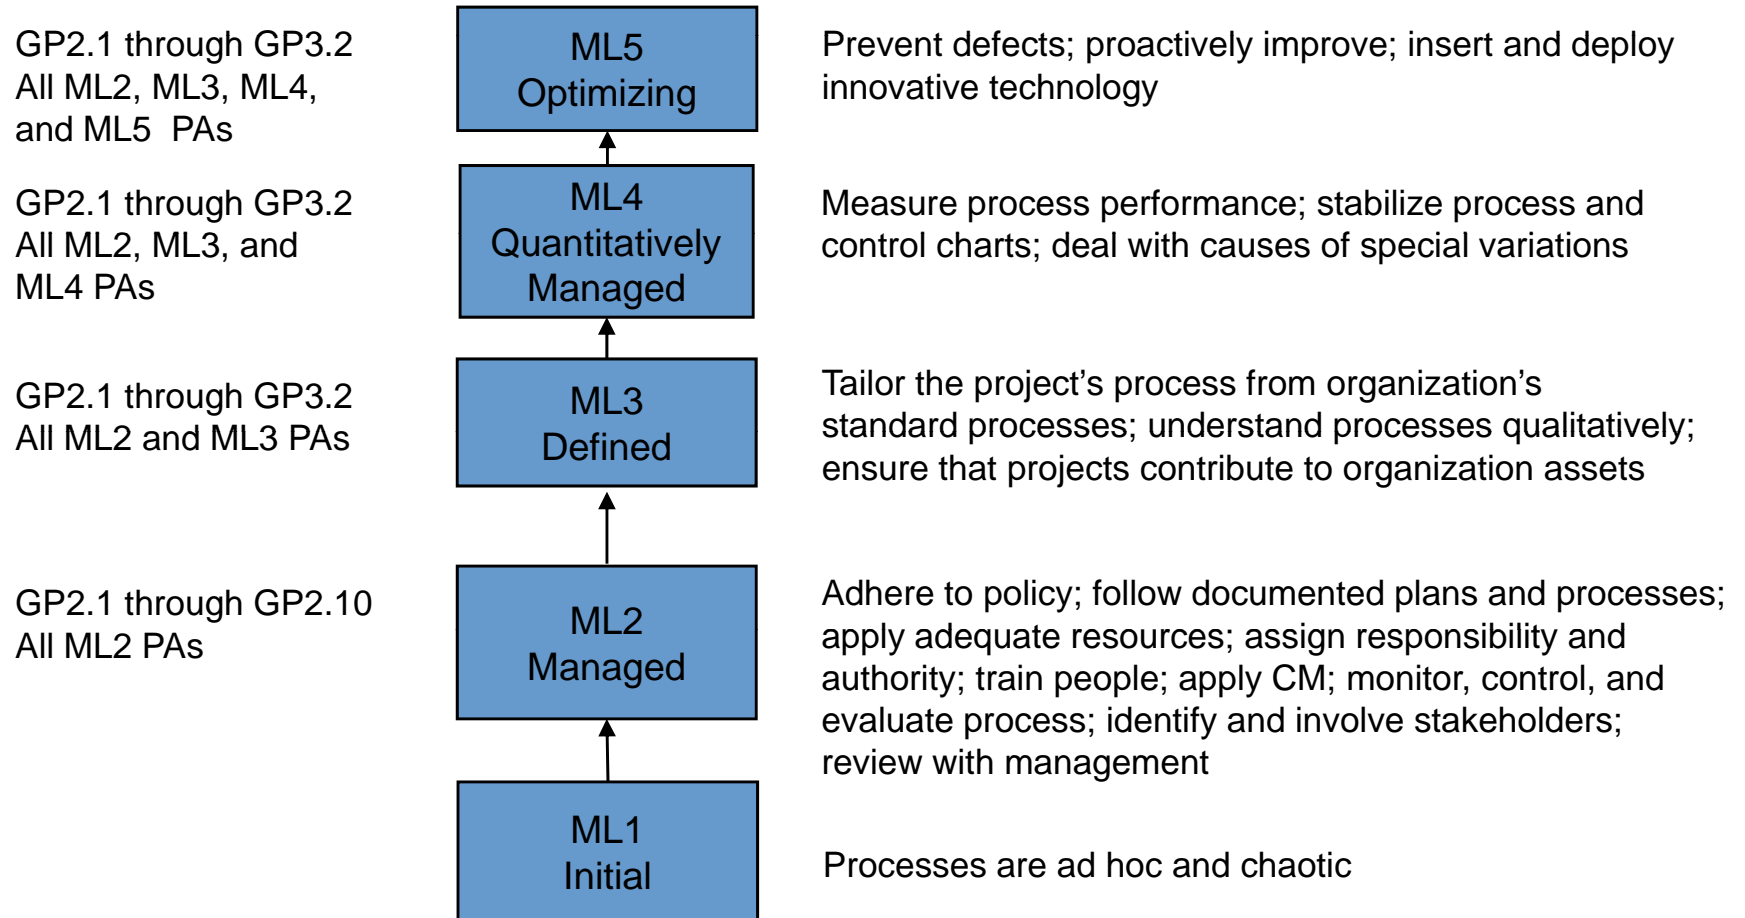 GP2.1 through GP3.2
All ML2, ML3, ML4,
and ML5 PAs
ML5
Optimizing
Prevent defects; proactively improve; insert and deploy
innovative technology
GP2.1 through GP3.2
All ML2, ML3, and
ML4 PAs
ML4
Quantitatively
Managed
Measure process performance; stabilize process and
control charts; deal with causes of special variations
GP2.1 through GP3.2
All ML2 and ML3 PAs
ML3
Defined
Tailor the project’s process from organization’s
standard processes; understand processes qualitatively;
ensure that projects contribute to organization assets
GP2.1 through GP2.10
All ML2 PAs
ML2
Managed
Adhere to policy; follow documented plans and processes;
apply adequate resources; assign responsibility and
authority; train people; apply CM; monitor, control, and
evaluate process; identify and involve stakeholders;
review with management
ML1
Initial
Processes are ad hoc and chaotic